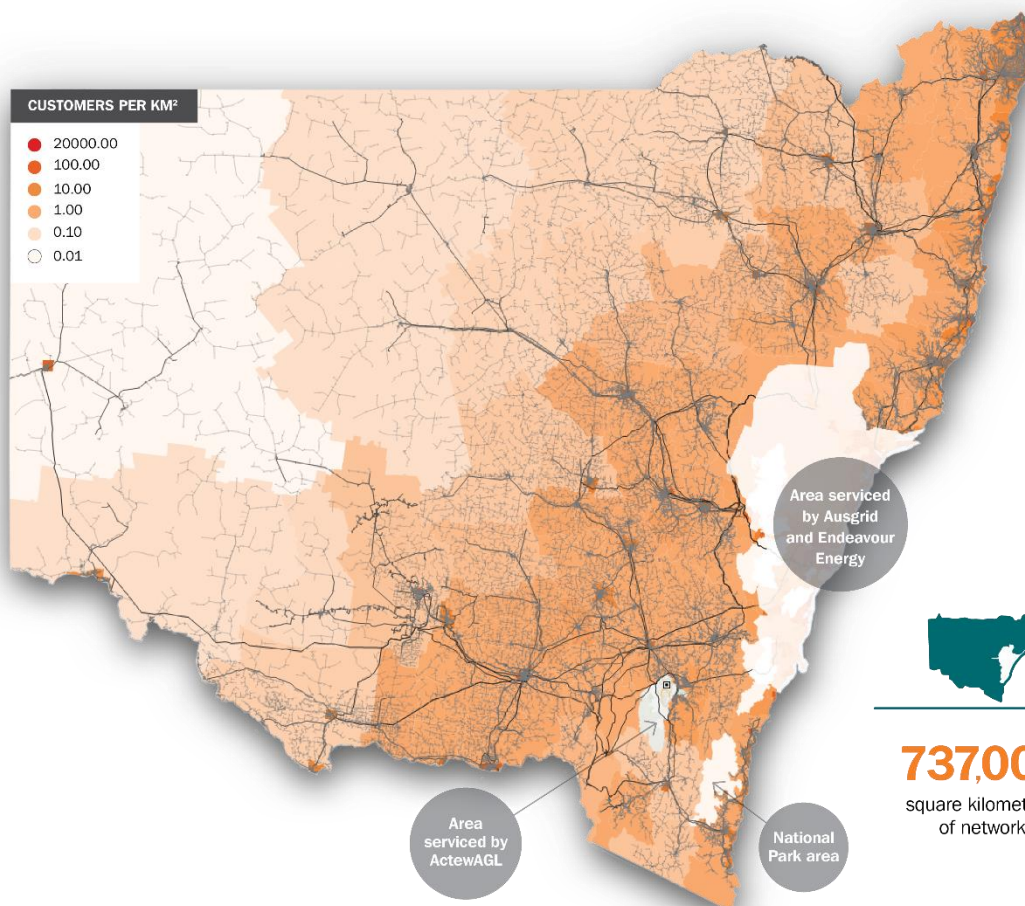 CUSTOMERS PER KM²
20000.00
100.00
10.00
1.00
0.10
0.01
Area serviced
by Ausgrid
and Endeavour
Energy
Area
serviced by
ActewAGL
National
Park area
737,00
square kilomet
of network